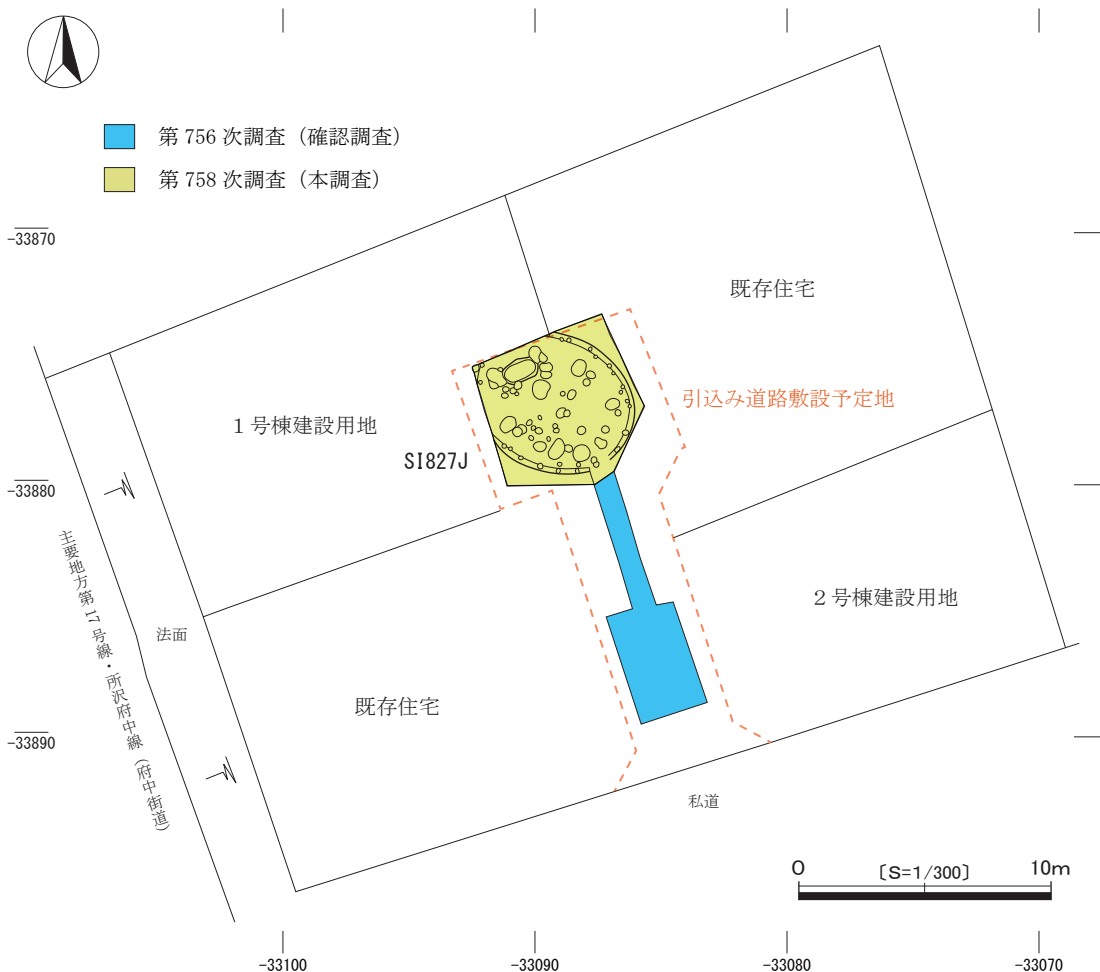 第 756 次調査（確認調査）
第 758 次調査（本調査）
-33870
既存住宅
引込み道路敷設予定地
1 号棟建設用地
SI827J
-33880
主要地方第 17 号線・所沢府中線（府中街道）
法面
2 号棟建設用地
既存住宅
-33890
私道
0 〔S=1/300〕 10m
-33100 -33090 -33080 -33070